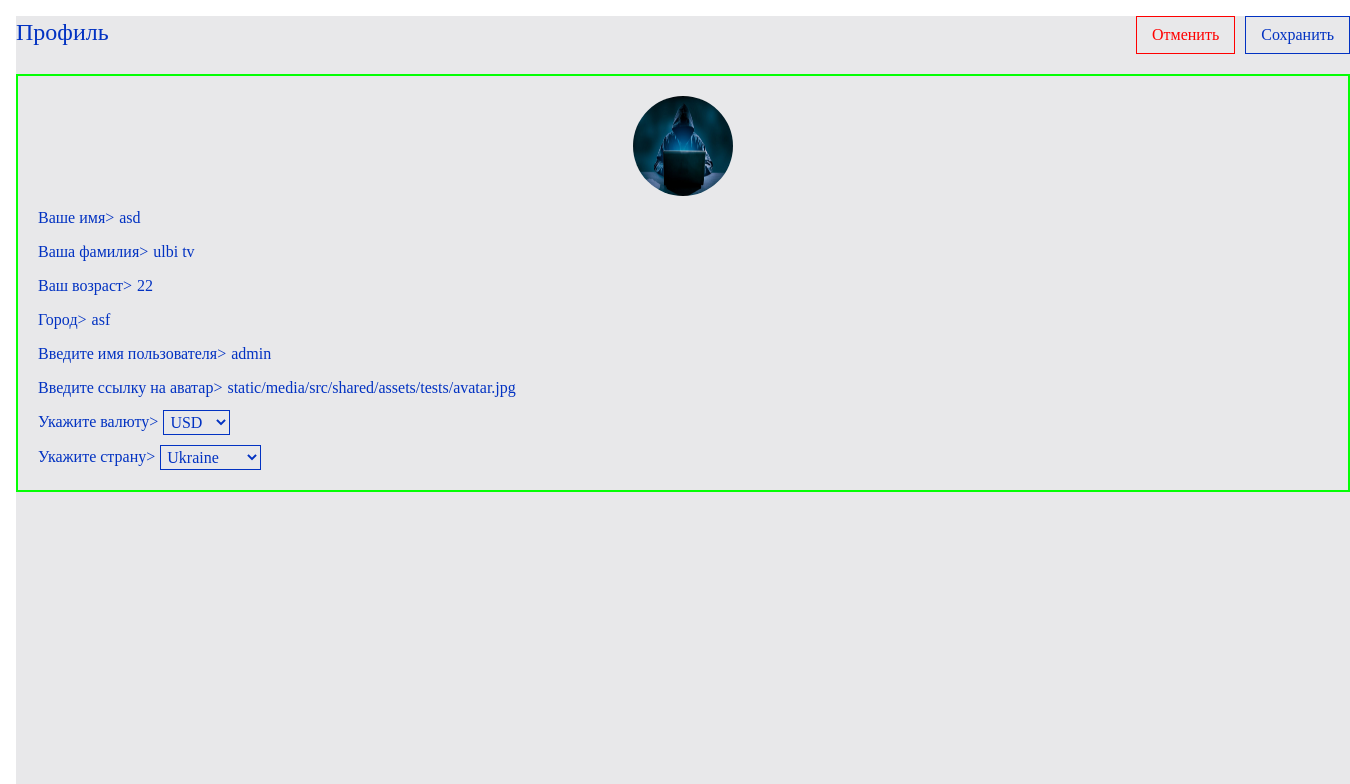 Профиль
Отменить
Сохранить
Ваше имя> asd
Ваша фамилия> ulbi tv
Ваш возраст> 22
Город> asf
Введите имя пользователя> admin
Введите ссылку на аватар> static/media/src/shared/assets/tests/avatar.jpg
Укажите валюту> USD
Укажите страну> Ukraine